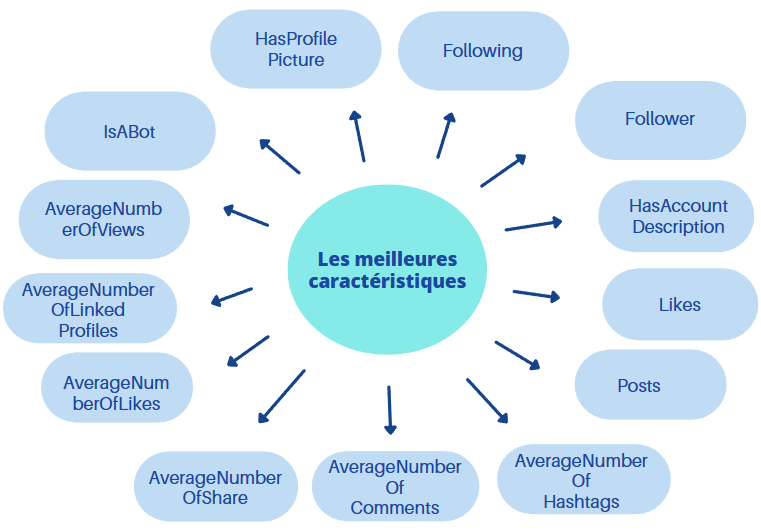 HasProfile
Picture
Following
IsABot
Follower
AverageNumb
erOfViews
HasAccount
Description
Les meilleures
caractéristiques
AverageNumber
OfLinked
Profiles
Likes
AverageNum
berOfLikes
Posts
AverageNumber
OfShare
AverageNumber
Of
Comments
AverageNumber
Of
Hashtags